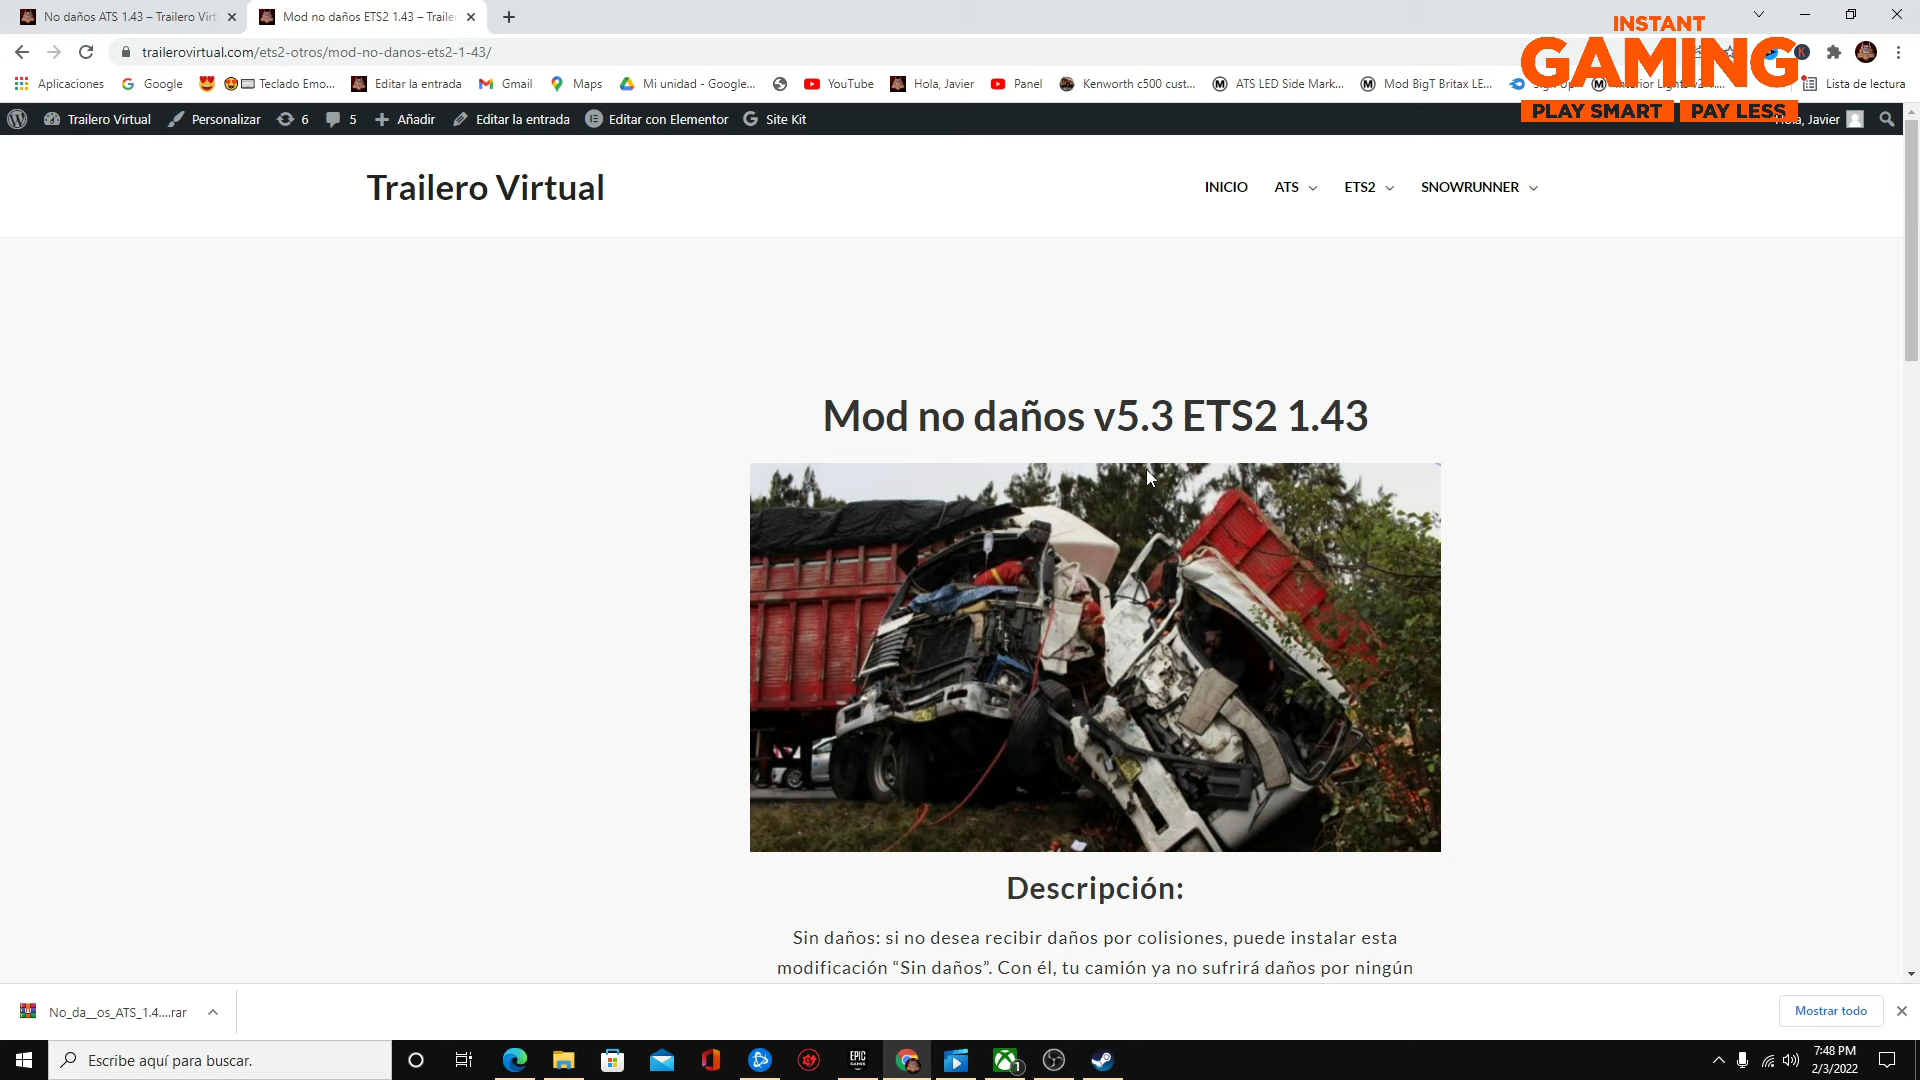 No daños ATS 1.43 – Trailero Virt
Mod no daños ETS2 1.43 – Trailer
INSTANT
GAMING
PLAY SMART PAY LESS
trailerovirtual.com/ets2-otros/mod-no-danos-ets2-1-43/
Aplicaciones Google Teclado Emo... Editar la entrada Gmail Maps Mi unidad - Google... YouTube Hola, Javier Panel Kenworth c500 cust... ATS LED Side Mark... Mod BigT Britax LE... Lista de lectura
Trailero Virtual Personalizar 6 5 Añadir Editar la entrada Editar con Elementor Site Kit Hola, Javier
Trailero Virtual
INICIO ATS ETS2 SNOWRUNNER
Mod no daños v5.3 ETS2 1.43
Descripción:
Sin daños: si no desea recibir daños por colisiones, puede instalar esta
modificación “Sin daños”. Con él, tu camión ya no sufrirá daños por ningún
No_da__os_ATS_1.4....rar
Mostrar todo
Escribe aquí para buscar.
EPIC GAMES
1
7:48 PM
2/3/2022